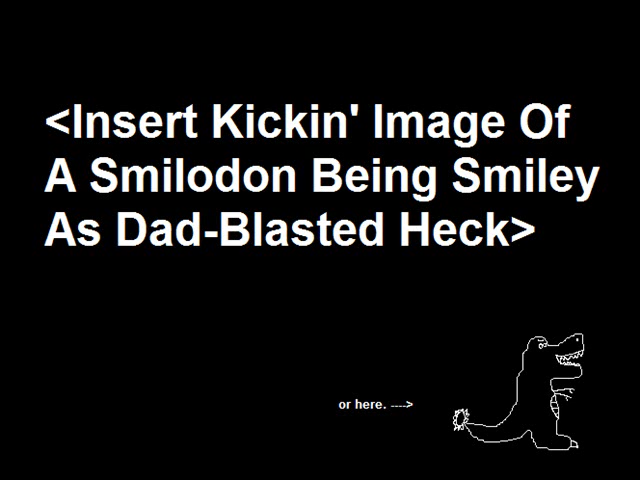 <Insert Kickin' Image Of
A Smilodon Being Smiley
As Dad-Blasted Heck>
or here. ---->